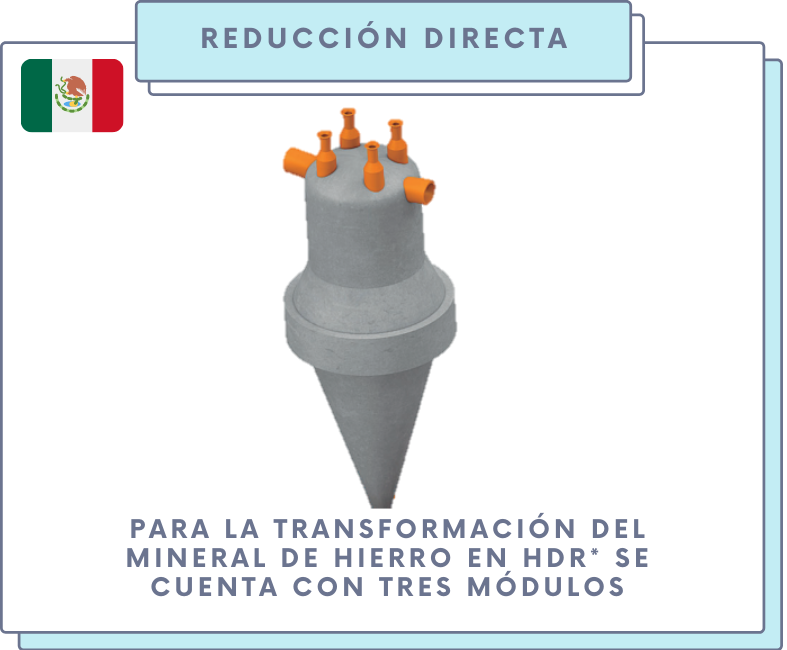 REDUCCIÓN DIRECTA
PARA LA TRANSFORMACIÓN DEL
MINERAL DE HIERRO EN HDR* SE
CUENTA CON TRES MÓDULOS